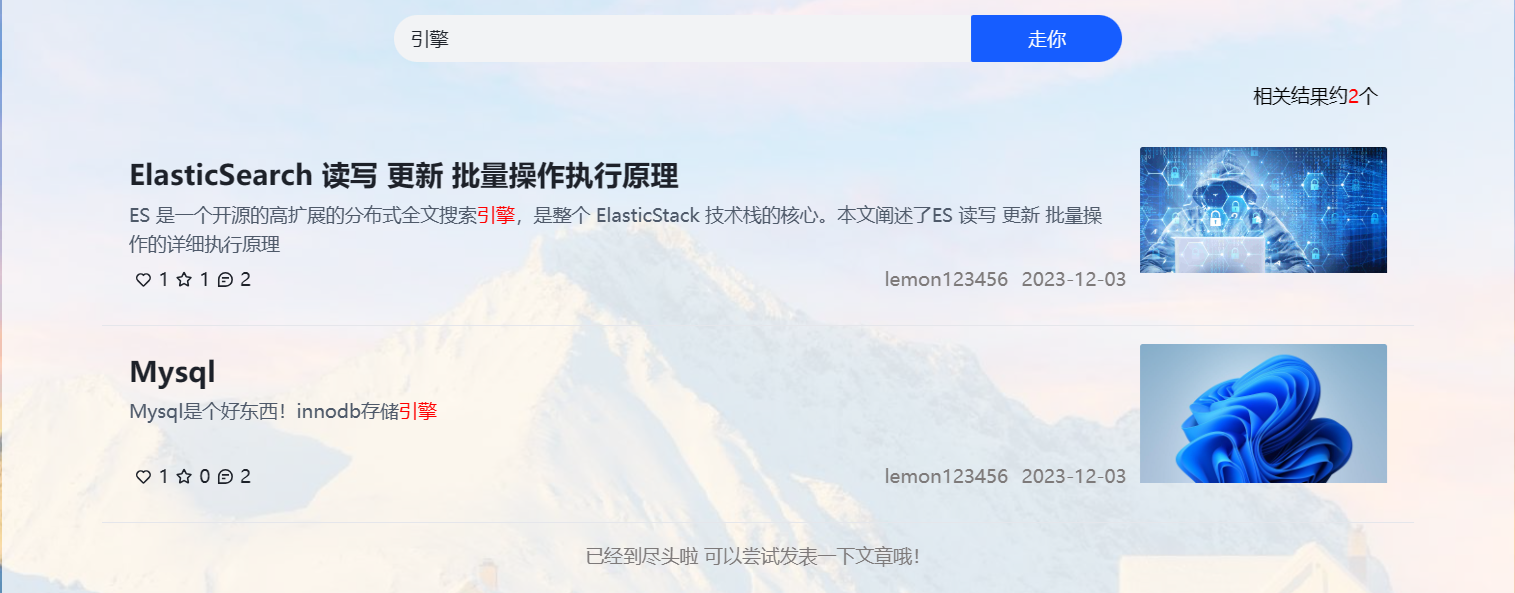 引擎
走你
相关结果约2个
ElasticSearch 读写 更新 批量操作执行原理
ES 是一个开源的高扩展的分布式全文搜索引擎，是整个 ElasticStack 技术栈的核心。本文阐述了ES 读写 更新 批量操
作的详细执行原理
1 1 2 lemon123456 2023-12-03
Mysql
Mysql是个好东西！innodb存储引擎
1 0 2 lemon123456 2023-12-03
已经到尽头啦 可以尝试发表一下文章哦！